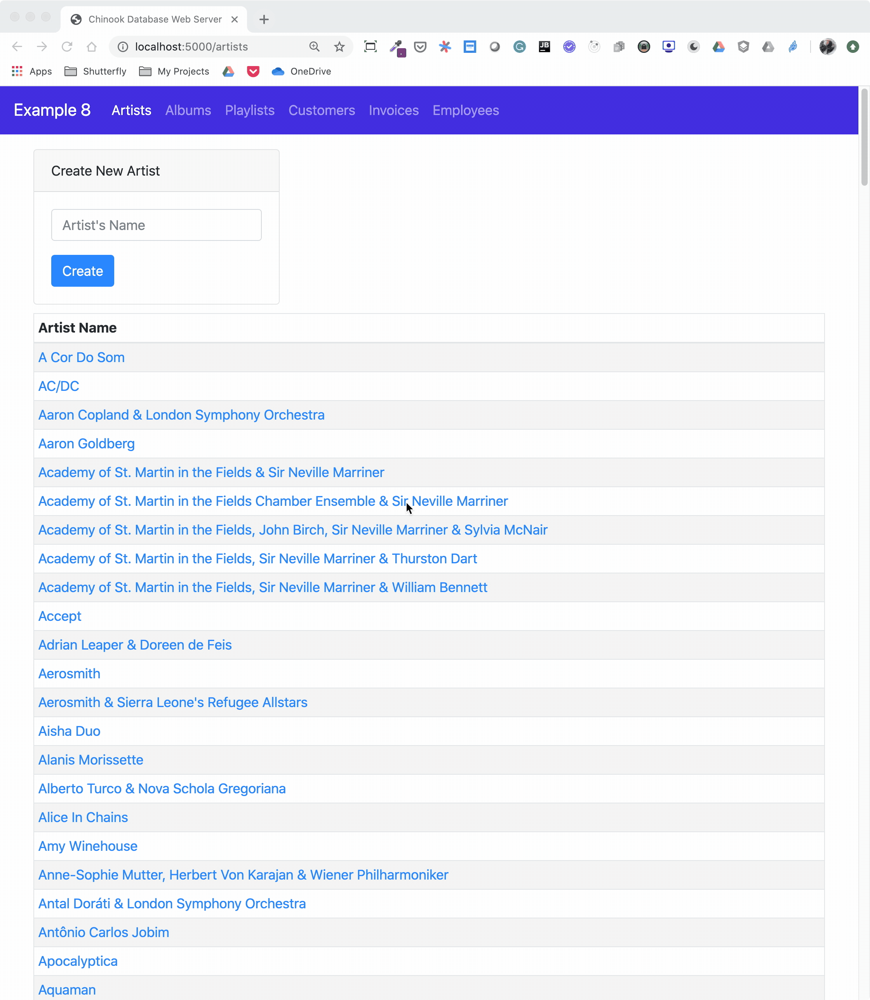 Chinook Database Web Server
localhost:5000/artists
JB
Apps Shutterfly My Projects OneDrive
Example 8 Artists Albums Playlists Customers Invoices Employees
Create New Artist
Artist's Name
Create
Artist Name
A Cor Do Som
AC/DC
Aaron Copland & London Symphony Orchestra
Aaron Goldberg
Academy of St. Martin in the Fields & Sir Neville Marriner
Academy of St. Martin in the Fields Chamber Ensemble & Sir Neville Marriner
Academy of St. Martin in the Fields, John Birch, Sir Neville Marriner & Sylvia McNair
Academy of St. Martin in the Fields, Sir Neville Marriner & Thurston Dart
Academy of St. Martin in the Fields, Sir Neville Marriner & William Bennett
Accept
Adrian Leaper & Doreen de Feis
Aerosmith
Aerosmith & Sierra Leone's Refugee Allstars
Aisha Duo
Alanis Morissette
Alberto Turco & Nova Schola Gregoriana
Alice In Chains
Amy Winehouse
Anne-Sophie Mutter, Herbert Von Karajan & Wiener Philharmoniker
Antal Doráti & London Symphony Orchestra
Antônio Carlos Jobim
Apocalyptica
Aquaman